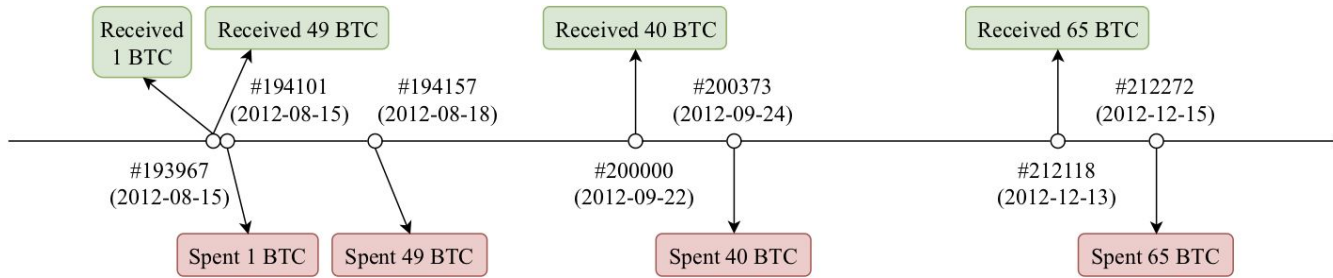 Received
1 BTC
Received 49 BTC
Received 40 BTC
Received 65 BTC
#194101
(2012-08-15)
#194157
(2012-08-18)
#200373
(2012-09-24)
#212272
(2012-12-15)
#193967
(2012-08-15)
#200000
(2012-09-22)
#212118
(2012-12-13)
Spent 1 BTC
Spent 49 BTC
Spent 40 BTC
Spent 65 BTC